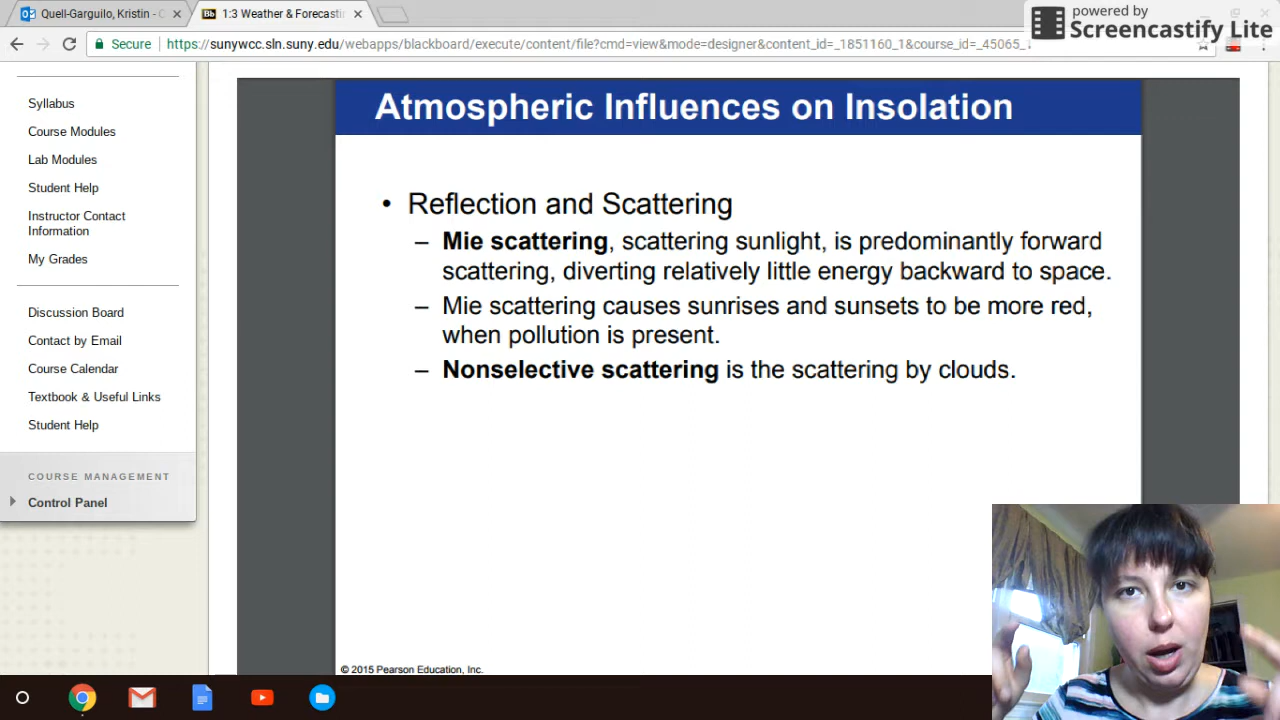 Quell-Garguilo, Kristin - O
1:3 Weather & Forecasting
powered by
Screencastify Lite
Secure
https://sunywcc.sln.suny.edu/webapps/blackboard/execute/content/file?cmd=view&mode=designer&content_id=_1851160_1&course_id=_45065_
Syllabus
Course Modules
Lab Modules
Student Help
Instructor Contact
Information
My Grades
Discussion Board
Contact by Email
Course Calendar
Textbook & Useful Links
Student Help
COURSE MANAGEMENT
Control Panel
Atmospheric Influences on Insolation
• Reflection and Scattering
– Mie scattering, scattering sunlight, is predominantly forward
scattering, diverting relatively little energy backward to space.
– Mie scattering causes sunrises and sunsets to be more red,
when pollution is present.
– Nonselective scattering is the scattering by clouds.
© 2015 Pearson Education, Inc.